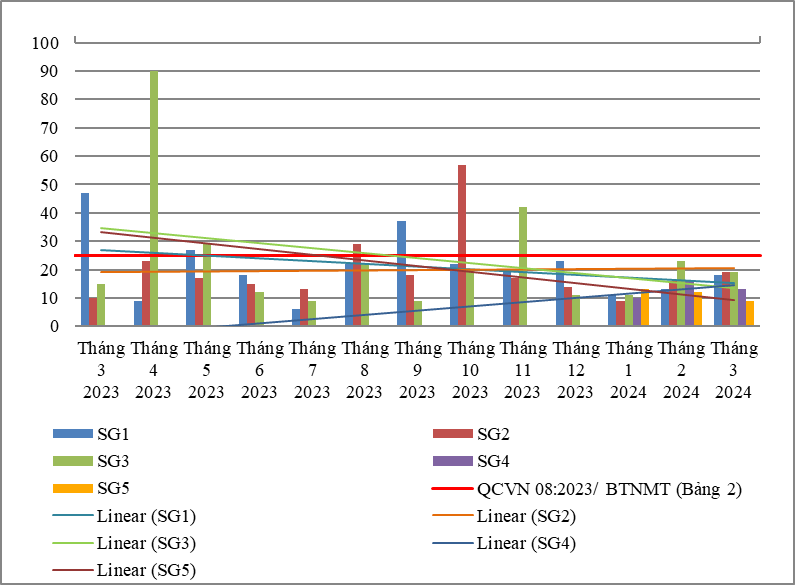 100
90
80
70
60
50
40
30
20
10
0
Tháng Tháng Tháng Tháng Tháng Tháng Tháng Tháng Tháng Tháng Tháng Tháng Tháng
3 4 5 6 7 8 9 10 11 12 1 2 3
2023 2023 2023 2023 2023 2023 2023 2023 2023 2023 2024 2024 2024
SG1 SG2
SG3 SG4
SG5 QCVN 08:2023/ BTNMT (Bảng 2)
Linear (SG1) Linear (SG2)
Linear (SG3) Linear (SG4)
Linear (SG5)